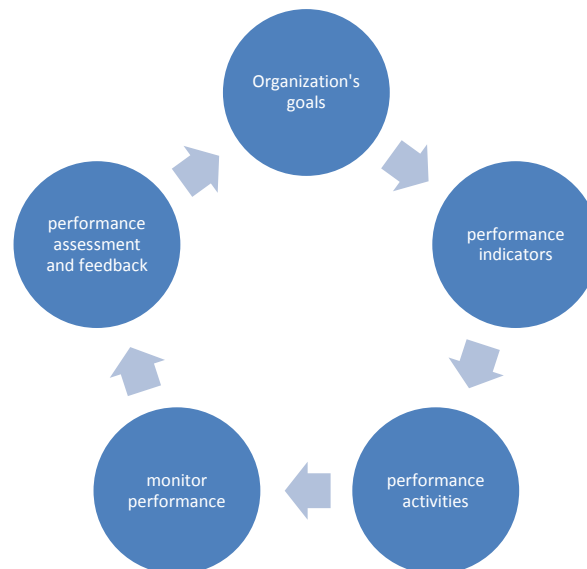 Organization's
goals
performance
indicators
performance
activities
monitor
performance
performance
assessment
and feedback